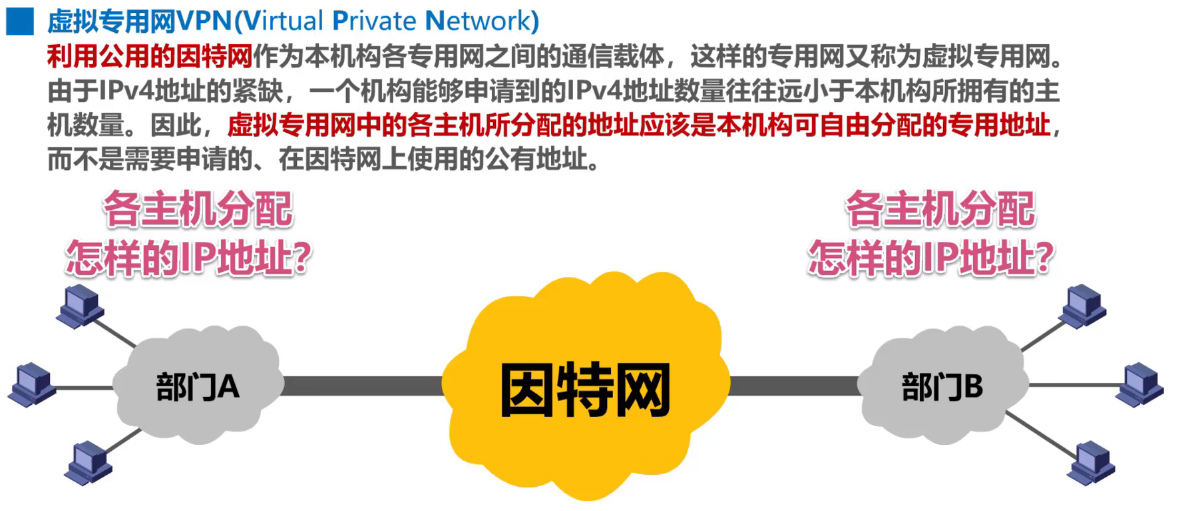 虚拟专用网VPN(Virtual Private Network)
利用公用的因特网作为本机构各专用网之间的通信载体，这样的专用网又称为虚拟专用网。
由于IPv4地址的紧缺，一个机构能够申请到的IPv4地址数量往往远小于本机构所拥有的主
机数量。因此，虚拟专用网中的各主机所分配的地址应该是本机构可自由分配的专用地址，
而不是需要申请的、在因特网上使用的公有地址。
各主机分配
怎样的IP地址？
各主机分配
怎样的IP地址？
部门A
因特网
部门B